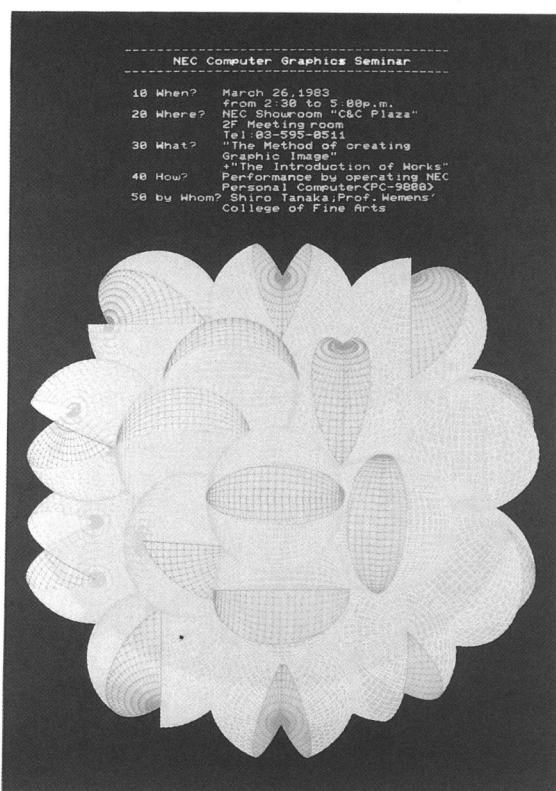 NEC Computer Graphics Seminar
10 When? March 26,1983
from 2:30 to 5:00p.m.
20 Where? NEC Showroom "C&C Plaza"
2F Meeting room
Tel:03-595-0511
30 What? "The Method of creating
Graphic Image"
+"The Introduction of Works"
40 How? Performance by operating NEC
Personal Computer<PC-9800>
50 by Whom? Shiro Tanaka;Prof.Wemens'
College of Fine Arts